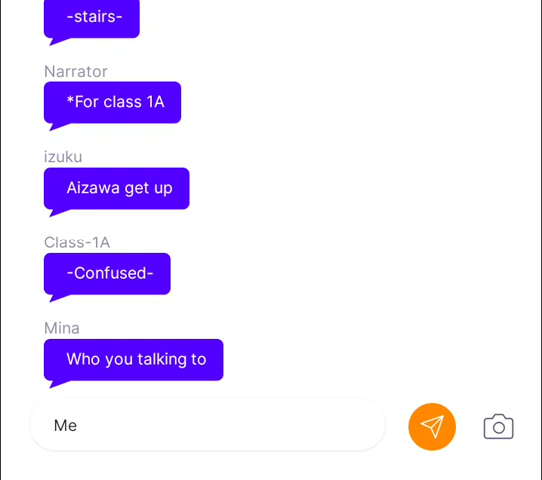 -stairs-
Narrator
*For class 1A
izuku
Aizawa get up
Class-1A
-Confused-
Mina
Who you talking to
Me